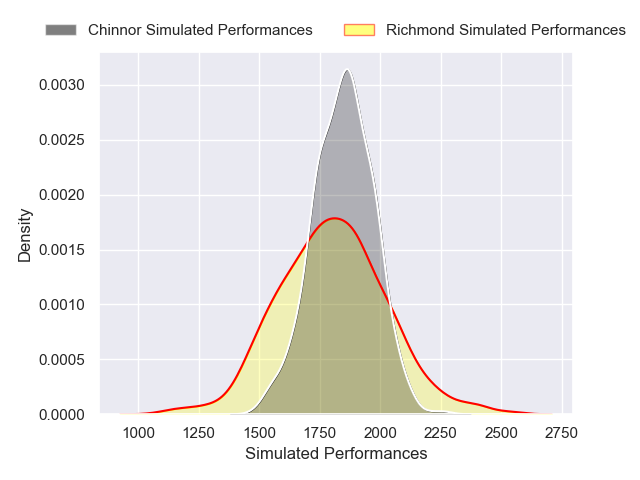 Chinnor Simulated Performances Richmond Simulated Performances
0.0030
0.0025
0.0020
0.0015
0.0010
0.0005
0.0000
Density
1000 1250 1500 1750 2000 2250 2500 2750
Simulated Performances